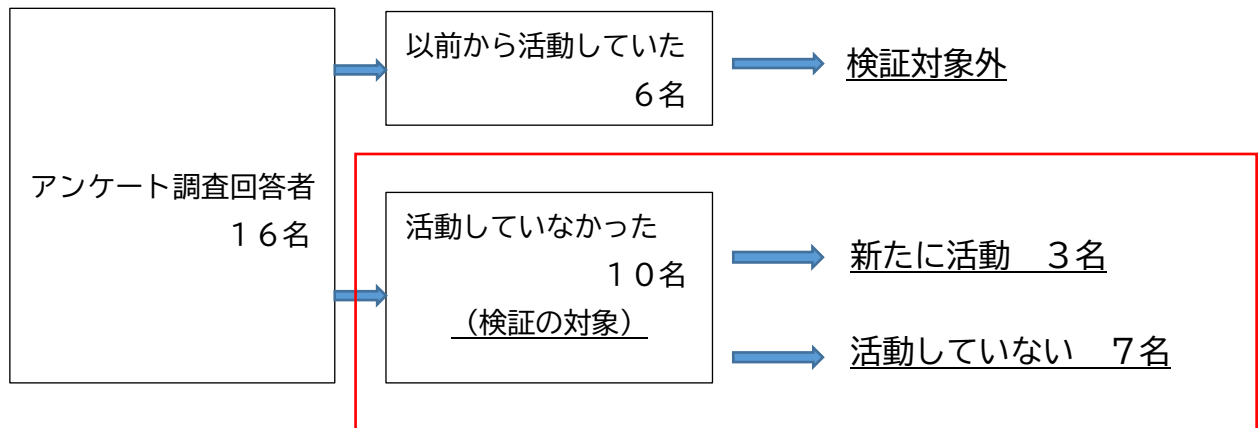 以前から活動していた
６名
検証対象外
アンケート調査回答者
１６名
活動していなかった
１０名
（検証の対象）
新たに活動　３名
活動していない　７名